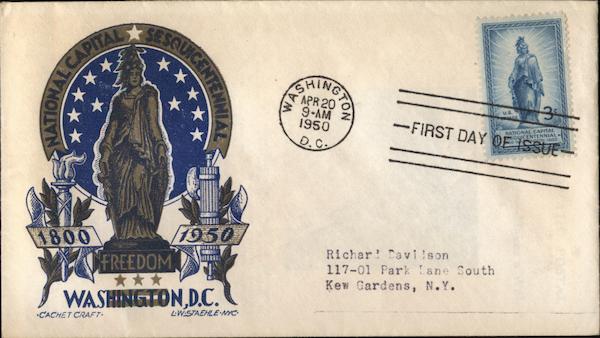 NATIONAL CAPITAL SESQUICENTENNIAL
1800 1950
FREEDOM
WASHINGTON, D.C.
·CACHET CRAFT· ·L.W.STAEHLE·NYC·
WASHINGTON
APR 20
9-AM
1950
D.C.
FIRST DAY OF ISSUE
3¢
NATIONAL CAPITAL
SESQUICENTENNIAL
Richard Davidson
117-01 Park Lane South
Kew Gardens, N.Y.